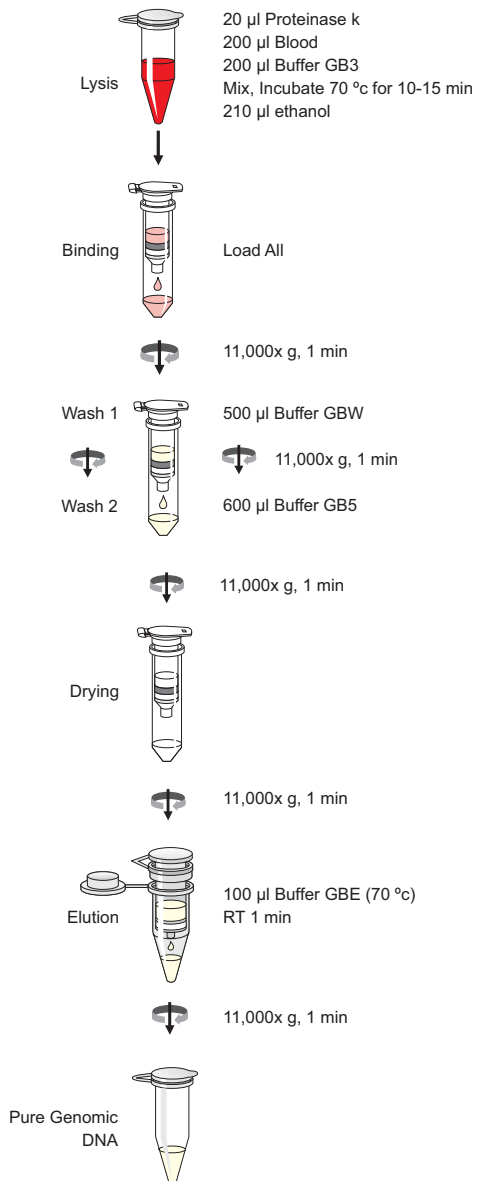 Lysis
20 µl Proteinase k
200 µl Blood
200 µl Buffer GB3
Mix, Incubate 70 ºc for 10-15 min
210 µl ethanol
Binding
Load All
11,000x g, 1 min
Wash 1
500 µl Buffer GBW
11,000x g, 1 min
Wash 2
600 µl Buffer GB5
11,000x g, 1 min
Drying
11,000x g, 1 min
Elution
100 µl Buffer GBE (70 ºc)
RT 1 min
11,000x g, 1 min
Pure Genomic
DNA